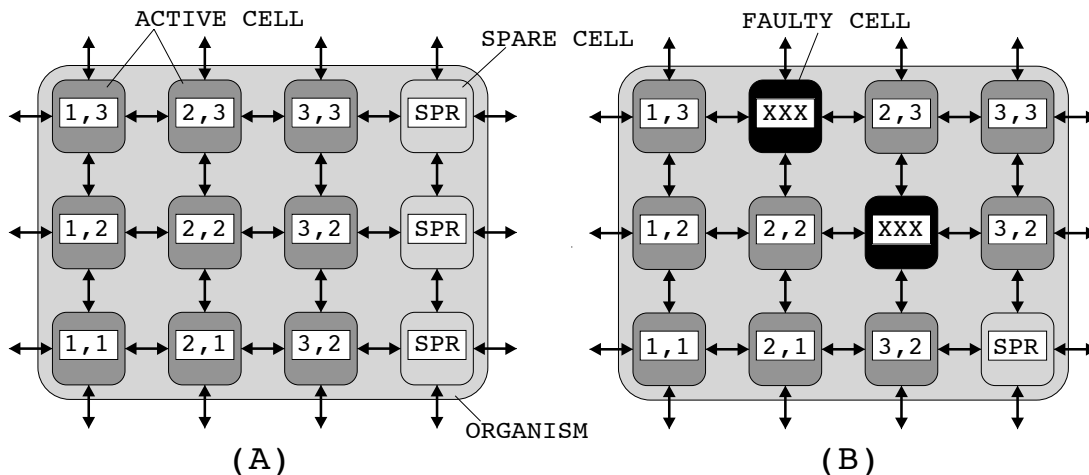 ACTIVE CELL
SPARE CELL
FAULTY CELL
1,3 2,3 3,3 SPR
1,2 2,2 3,2 SPR
1,1 2,1 3,2 SPR
ORGANISM
(A)
1,3 XXX 2,3 3,3
1,2 2,2 XXX 3,2
1,1 2,1 3,2 SPR
(B)